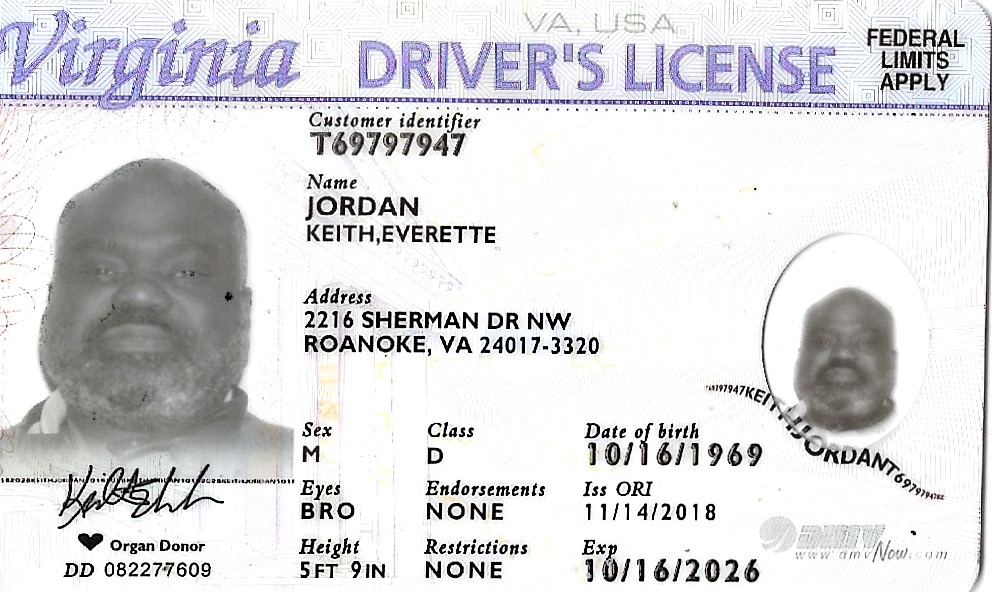 VA, USA
Virginia DRIVER'S LICENSE
FEDERAL
LIMITS
APPLY
Customer identifier
T69797947
Name
JORDAN
KEITH,EVERETTE
Address
2216 SHERMAN DR NW
ROANOKE, VA 24017-3320
Sex Class Date of birth
M D 10/16/1969
Eyes Endorsements Iss ORI
BRO NONE 11/14/2018
Height Restrictions Exp
5FT 9IN NONE 10/16/2026
Organ Donor
DD 082277609
dmv
www.dmvNow.com